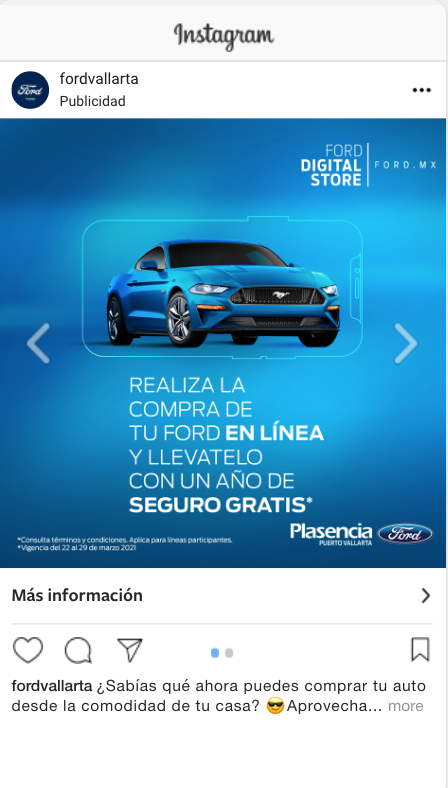 Instagram
Ford
fordvallarta
Publicidad
FORD
DIGITAL
STORE
FORD.MX
REALIZA LA
COMPRA DE
TU FORD EN LÍNEA
Y LLEVATELO
CON UN AÑO DE
SEGURO GRATIS*
*Consulta términos y condiciones. Aplica para líneas participantes.
*Vigencia del 22 al 29 de marzo 2021
Plasencia
PUERTO VALLARTA
Ford
Más información
fordvallarta ¿Sabías qué ahora puedes comprar tu auto
desde la comodidad de tu casa? 😎Aprovecha... more